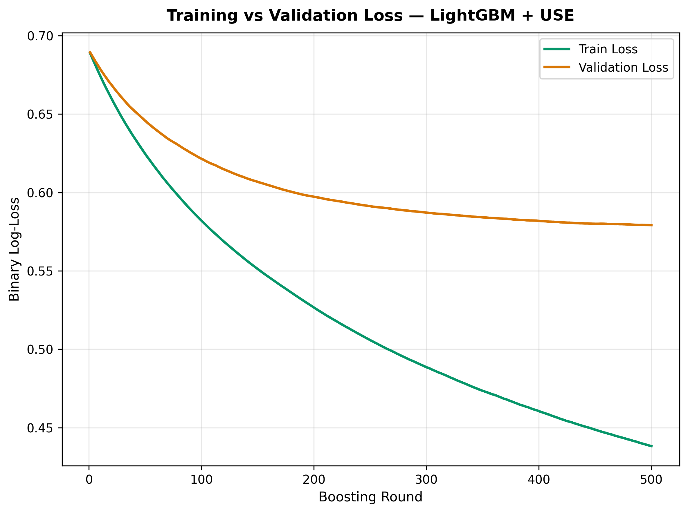 Training vs Validation Loss — LightGBM + USE
Train Loss
Validation Loss
Binary Log-Loss
0.70
0.65
0.60
0.55
0.50
0.45
0
100
200
300
400
500
Boosting Round